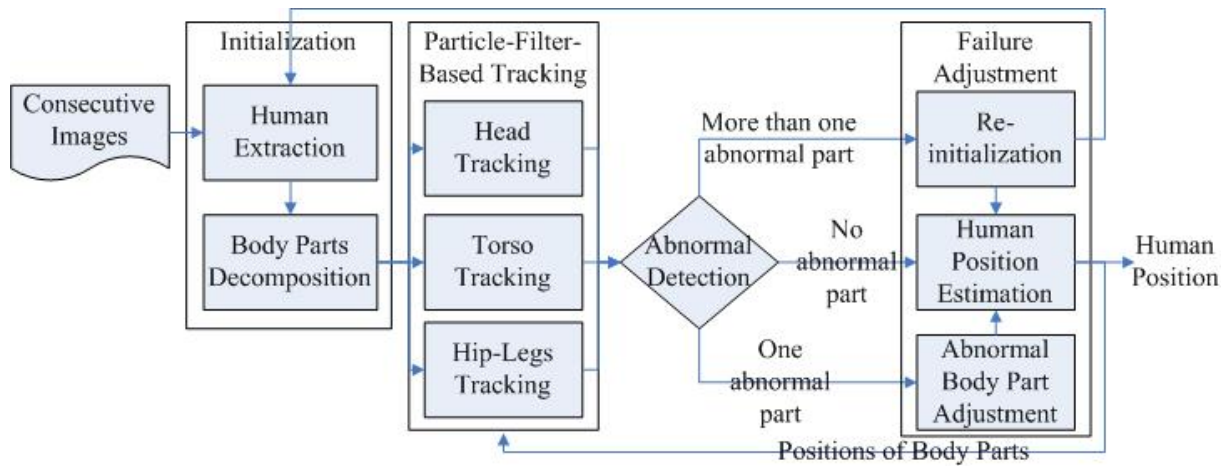 Initialization
Consecutive
Images
Human
Extraction
Body Parts
Decomposition
Particle-Filter-
Based Tracking
Head
Tracking
Torso
Tracking
Hip-Legs
Tracking
Abnormal
Detection
More than one
abnormal part
No
abnormal
part
One
abnormal
part
Failure
Adjustment
Re-
initialization
Human
Position
Estimation
Abnormal
Body Part
Adjustment
Human
Position
Positions of Body Parts